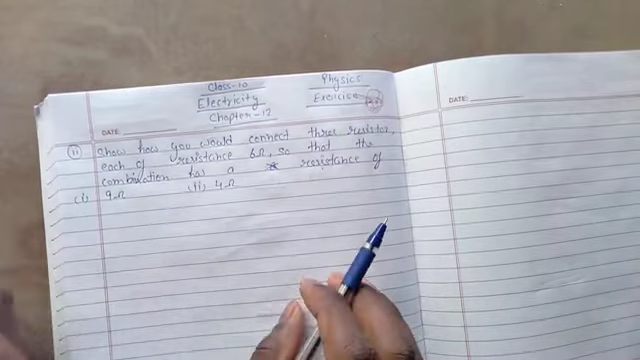 Class-10
Physics
Electricity
Exercise
Chapter-12
DATE:
DATE:
(ii) Show how you would connect three resistor,
each of resistance 6Ω, so that the
combination has a resistance of
(i) 9Ω (ii) 4Ω